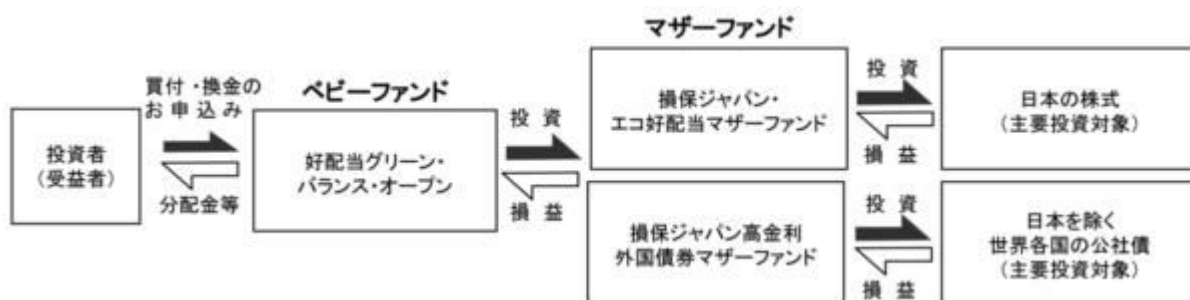 マザーファンド
買付・換金の
お申込み
ベビーファンド
投資
損保ジャパン・
エコ好配当マザーファンド
投資
日本の株式
(主要投資対象)
投資者
(受益者)
好配当グリーン・
バランス・オープン
損益
分配金等
損益
損保ジャパン高金利
外国債券マザーファンド
投資
日本を除く
世界各国の公社債
(主要投資対象)
損益